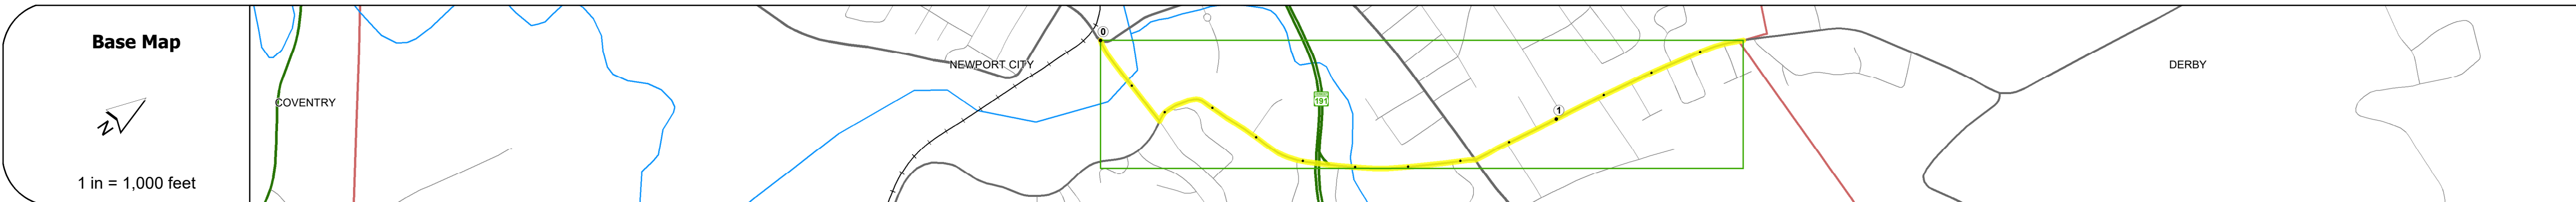 Base Map
N
1 in = 1,000 feet
COVENTRY
NEWPORT CITY
0
191
1
DERBY